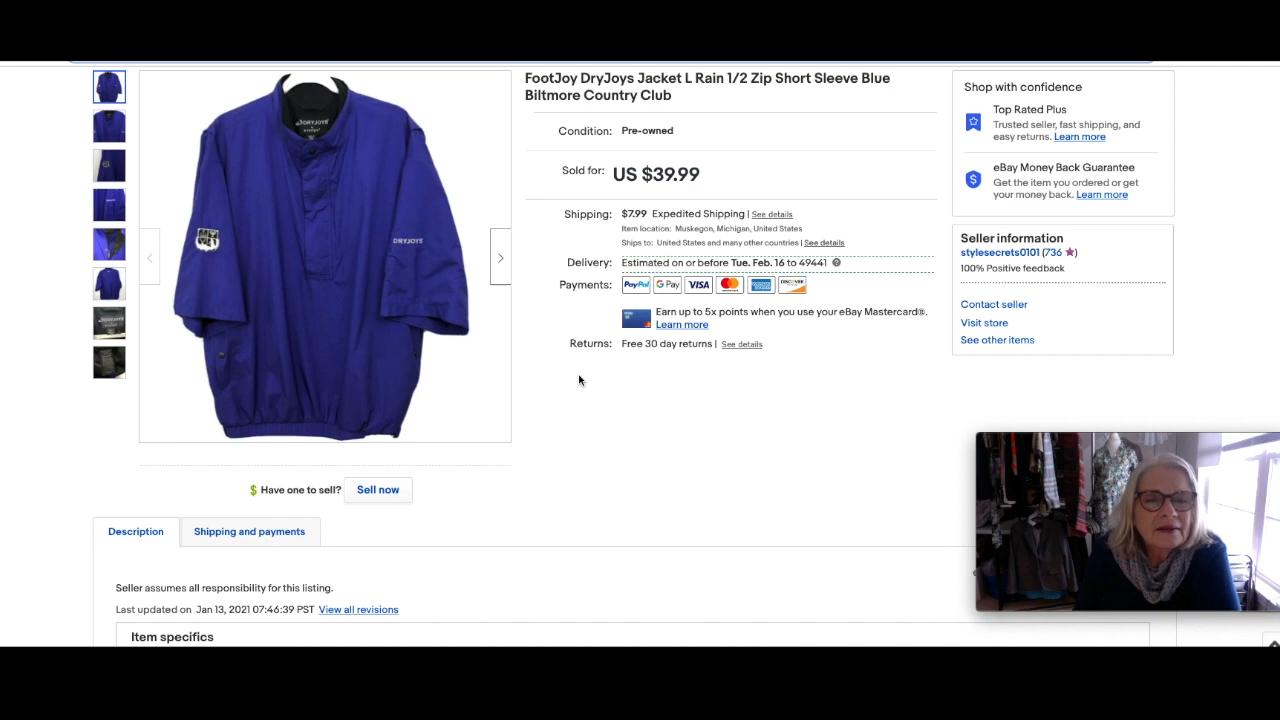 FootJoy DryJoys Jacket L Rain 1/2 Zip Short Sleeve Blue
Biltmore Country Club
Condition: Pre-owned
Sold for: US $39.99
Shipping: $7.99 Expedited Shipping | See details
Item location: Muskegon, Michigan, United States
Ships to: United States and many other countries | See details
Delivery: Estimated on or before Tue. Feb. 16 to 49441
Payments: PayPal G Pay VISA MasterCard AMERICAN EXPRESS DISCOVER
Earn up to 5x points when you use your eBay Mastercard®.
Learn more
Returns: Free 30 day returns | See details
Shop with confidence
Top Rated Plus
Trusted seller, fast shipping, and
easy returns. Learn more
eBay Money Back Guarantee
Get the item you ordered or get
your money back. Learn more
Seller information
stylesecrets0101 (736)
100% Positive feedback
Contact seller
Visit store
See other items
DRYJOYS
DRYJOYS
$ Have one to sell? Sell now
Description
Shipping and payments
Seller assumes all responsibility for this listing.
Last updated on Jan 13, 2021 07:46:39 PST View all revisions
Item specifics